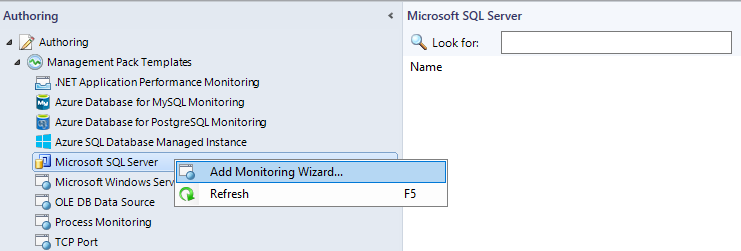 Authoring
Authoring
Management Pack Templates
.NET Application Performance Monitoring
Azure Database for MySQL Monitoring
Azure Database for PostgreSQL Monitoring
Azure SQL Database Managed Instance
Microsoft SQL Server
Microsoft Windows Serv
OLE DB Data Source
Process Monitoring
TCP Port
Add Monitoring Wizard...
Refresh F5
Microsoft SQL Server
Look for:
Name